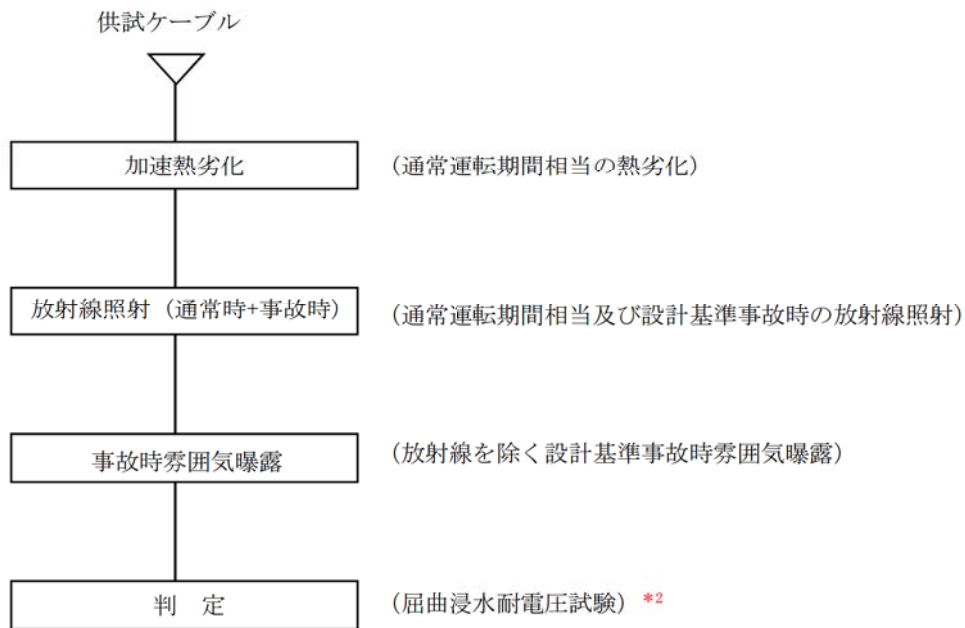 供試ケーブル
加速熱劣化
(通常運転期間相当の熱劣化)
放射線照射(通常時+事故時)
(通常運転期間相当及び設計基準事故時の放射線照射)
事故時雰囲気曝露
(放射線を除く設計基準事故時雰囲気曝露)
判 定
(屈曲浸水耐電圧試験) *2